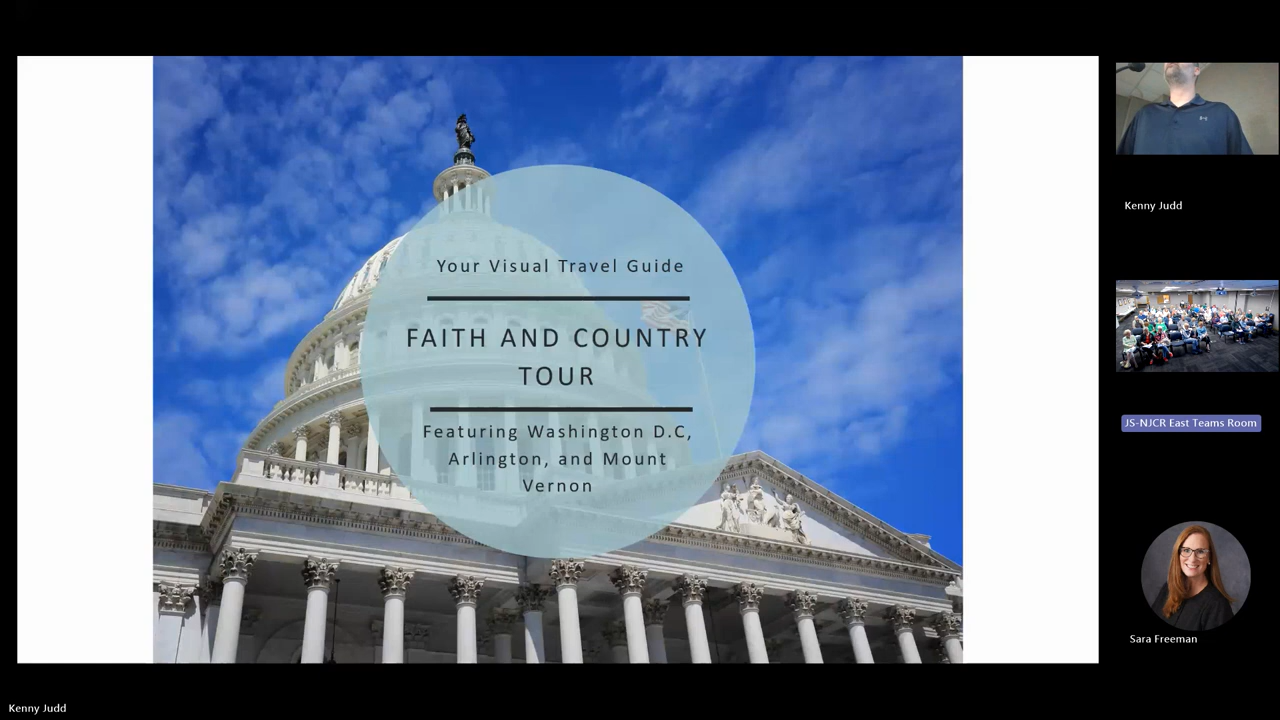 Your Visual Travel Guide
FAITH AND COUNTRY
TOUR
Featuring Washington D.C,
Arlington, and Mount
Vernon
Kenny Judd
JS-NJCR East Teams Room
Sara Freeman
Kenny Judd